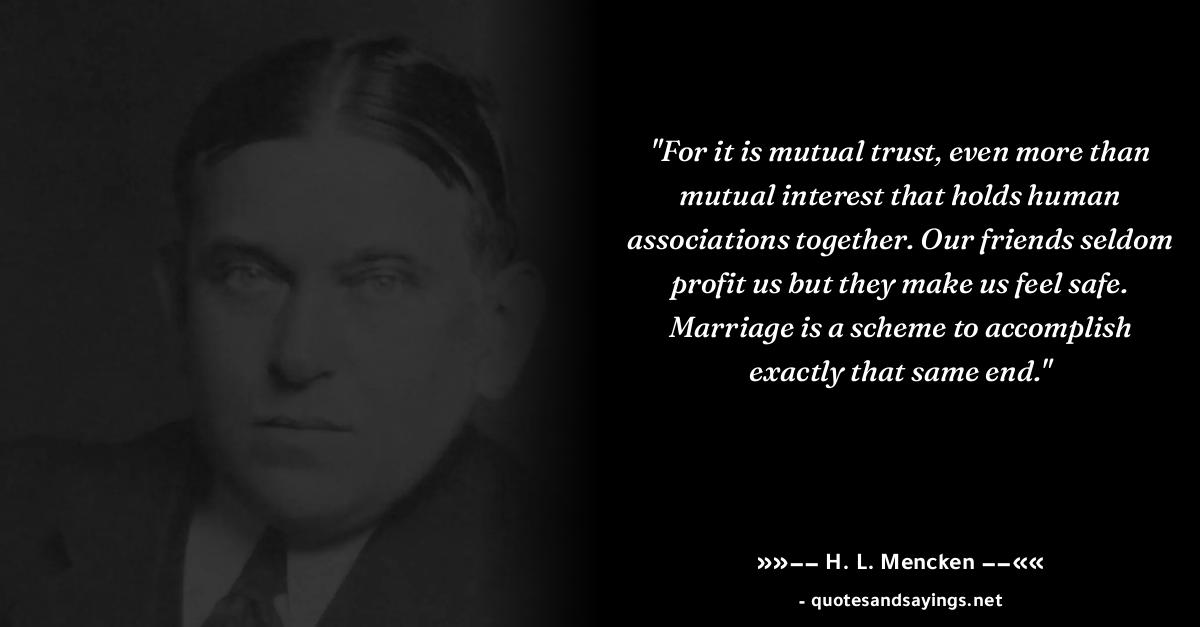 "For it is mutual trust, even more than
mutual interest that holds human
associations together. Our friends seldom
profit us but they make us feel safe.
Marriage is a scheme to accomplish
exactly that same end."
»»−− H. L. Mencken −−««
- quotesandsayings.net